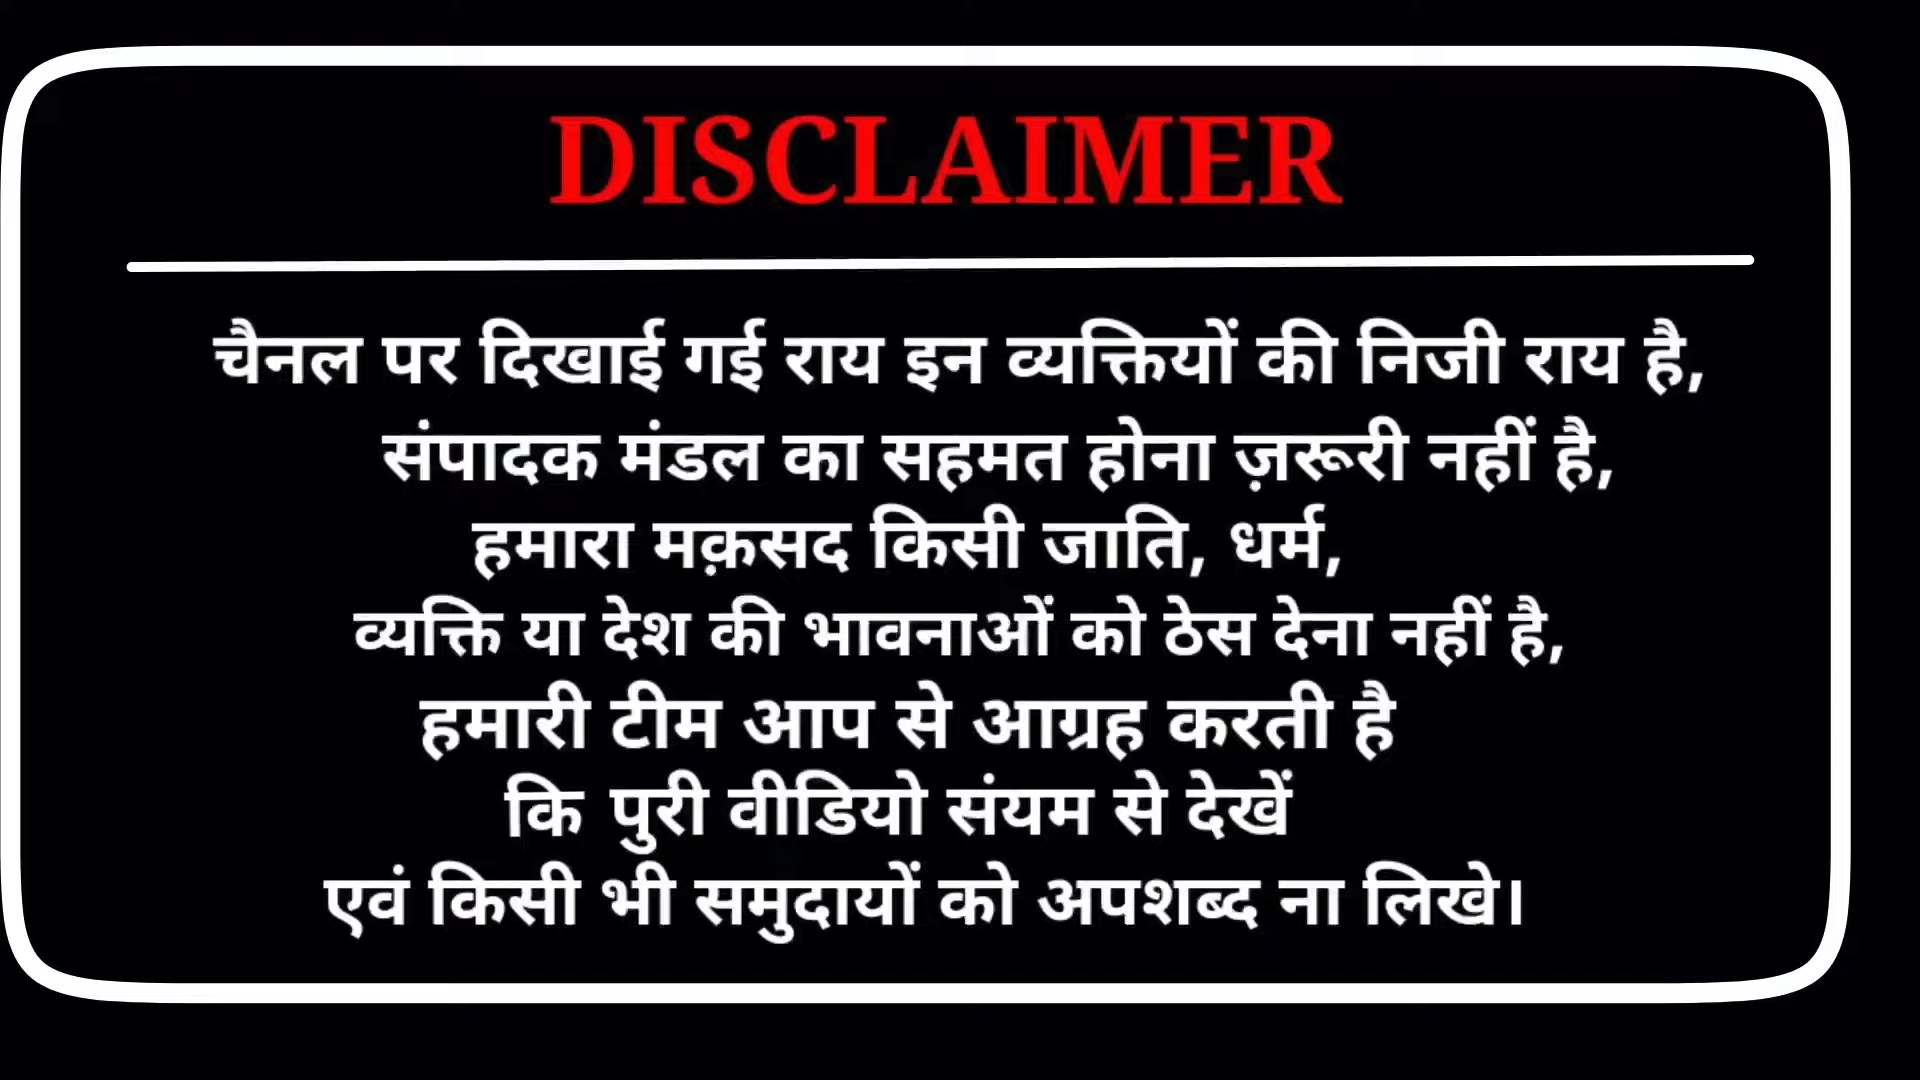 DISCLAIMER
चैनल पर दिखाई गई राय इन व्यक्तियों की निजी राय है,
संपादक मंडल का सहमत होना ज़रूरी नहीं है,
हमारा मक़सद किसी जाति, धर्म,
व्यक्ति या देश की भावनाओं को ठेस देना नहीं है,
हमारी टीम आप से आग्रह करती है
कि पुरी वीडियो संयम से देखें
एवं किसी भी समुदायों को अपशब्द ना लिखे।